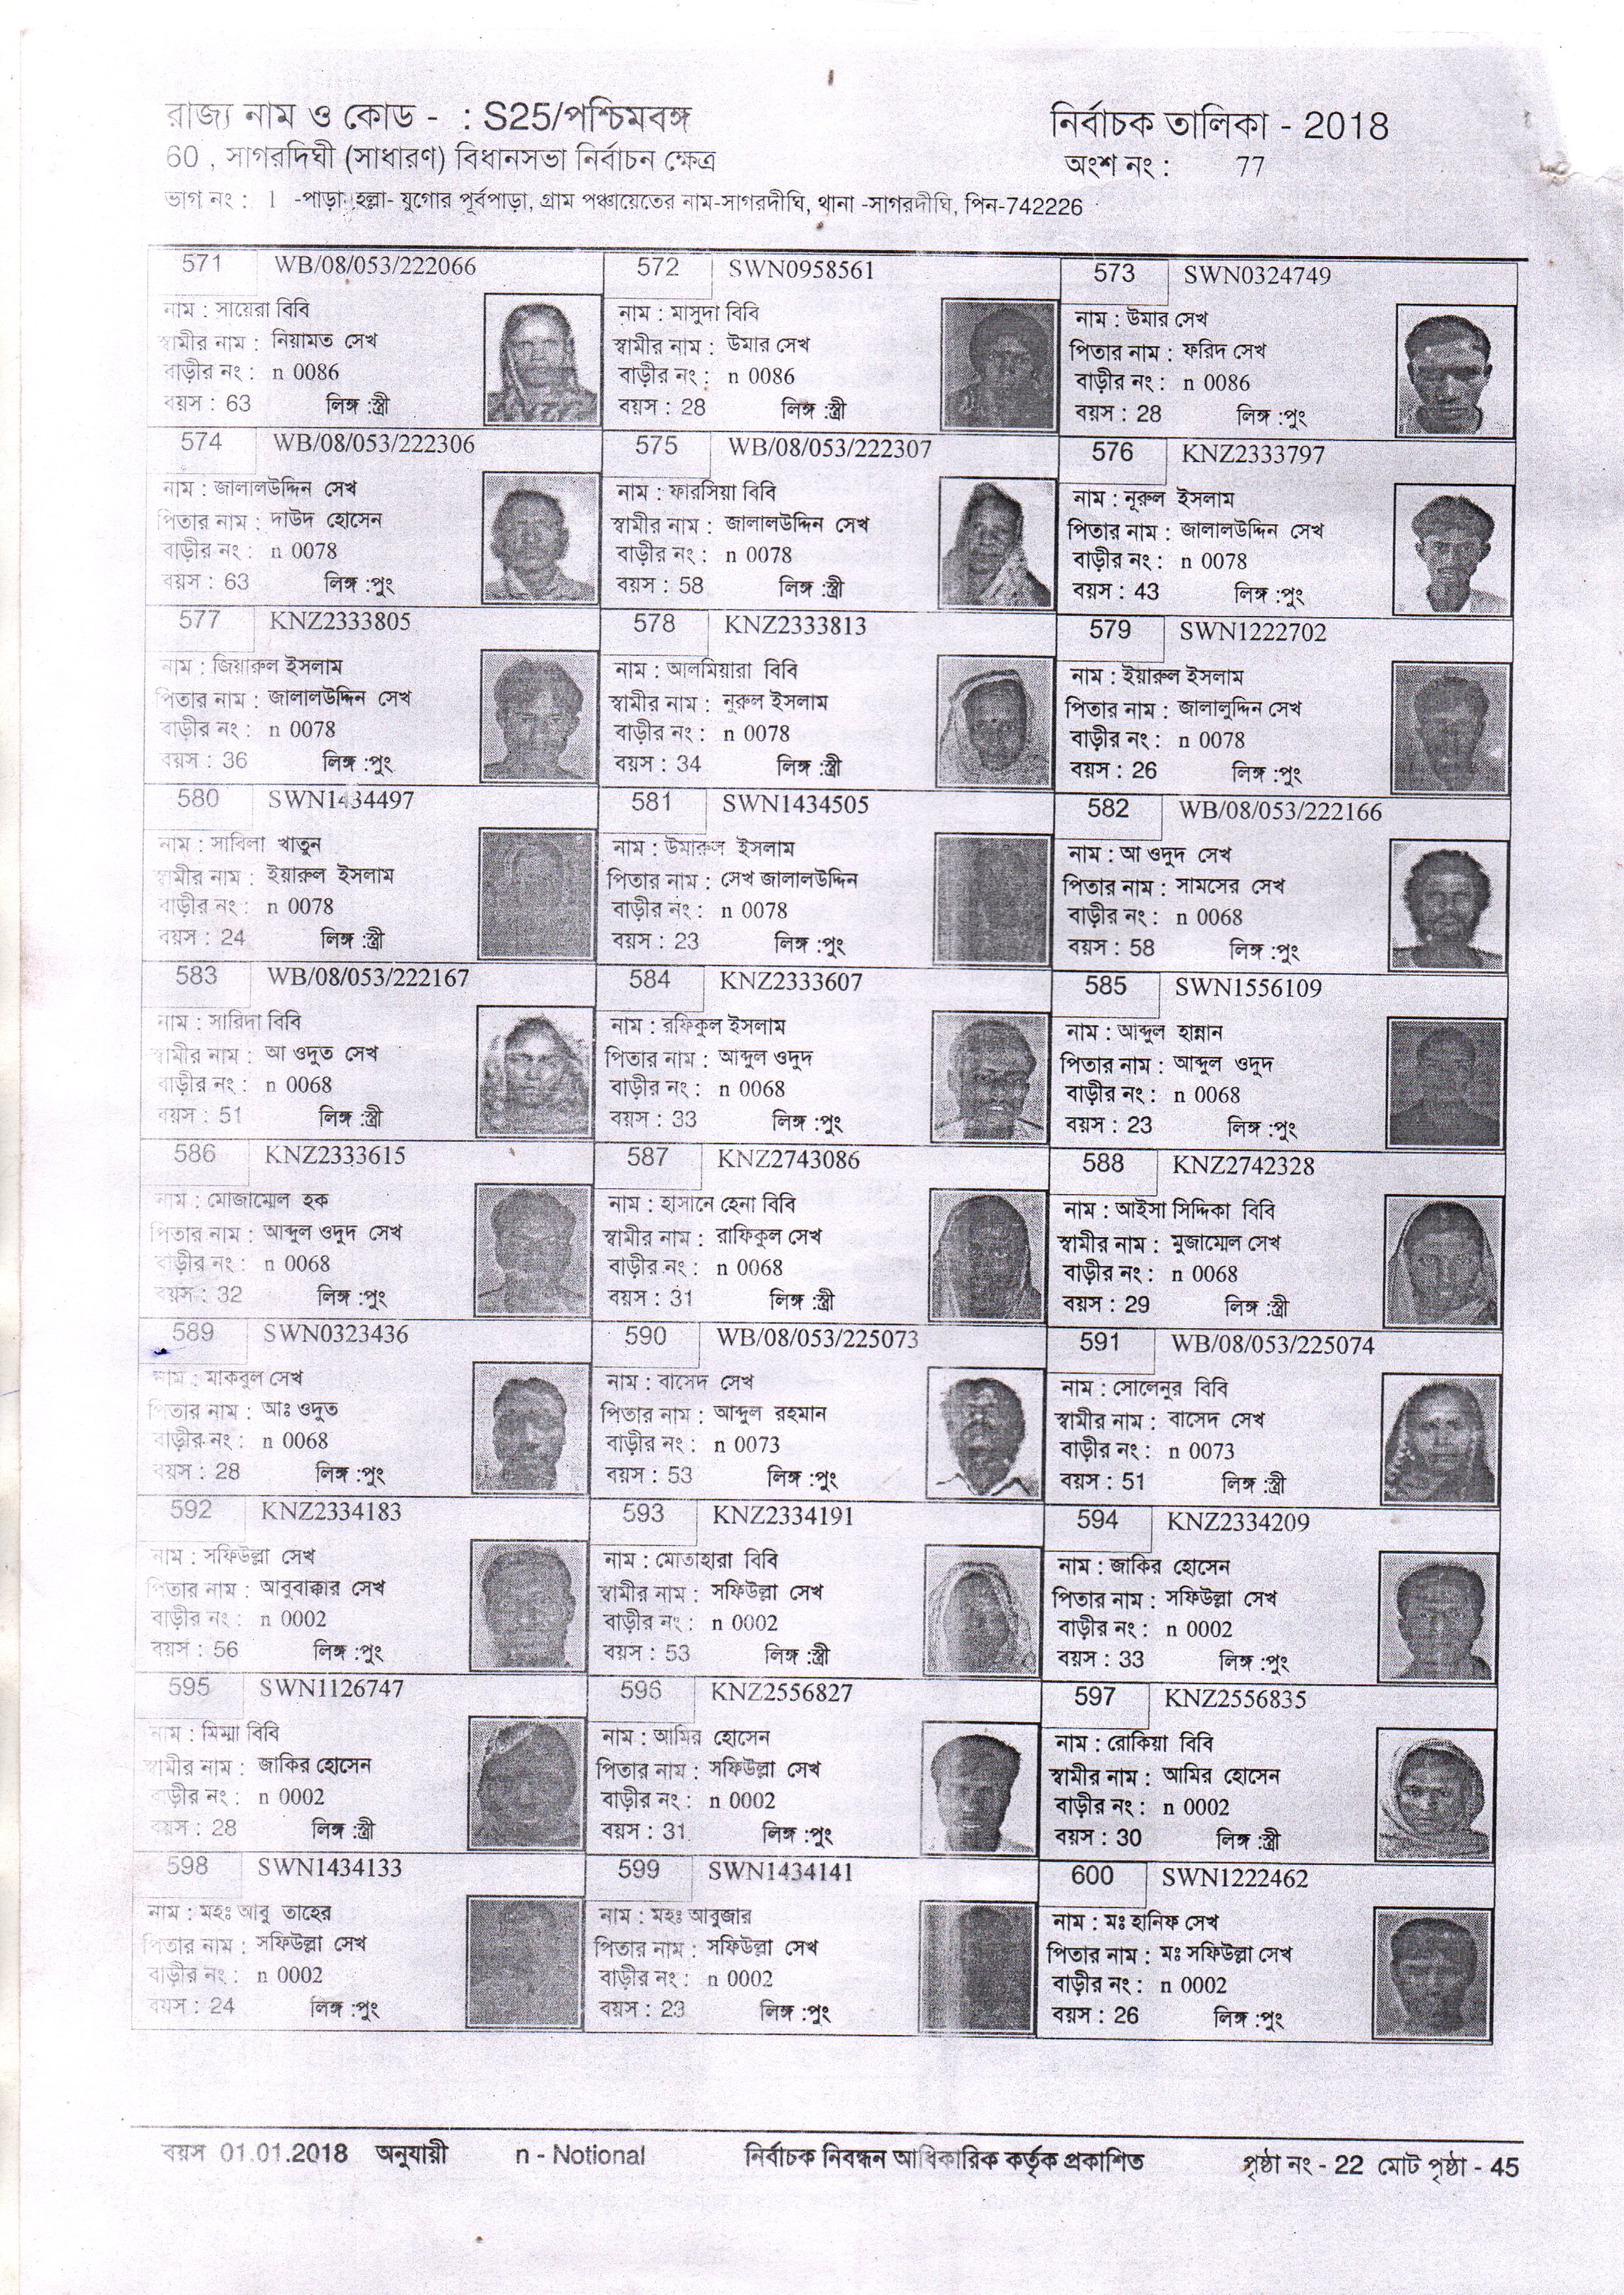 রাজ্য নাম ও কোড - : S25/পশ্চিমবঙ্গ
নির্বাচক তালিকা - 2018
60 , সাগরদিঘী (সাধারণ) বিধানসভা নির্বাচন ক্ষেত্র
অংশ নং : 77
ভাগ নং : 1 -পাড়া হল্লা- যুগোর পূর্বপাড়া, গ্রাম পঞ্চায়েতের নাম-সাগরদীঘি, থানা -সাগরদীঘি, পিন-742226
571 WB/08/053/222066
নাম : সায়েরা বিবি
স্বামীর নাম : নিয়ামত সেখ
বাড়ীর নং : n 0086
বয়স : 63 লিঙ্গ :স্ত্রী
572 SWN0958561
নাম : মাসুদা বিবি
স্বামীর নাম : উমার সেখ
বাড়ীর নং : n 0086
বয়স : 28 লিঙ্গ :স্ত্রী
573 SWN0324749
নাম : উমার সেখ
পিতার নাম : ফরিদ সেখ
বাড়ীর নং : n 0086
বয়স : 28 লিঙ্গ :পুং
574 WB/08/053/222306
নাম : জালালউদ্দিন সেখ
পিতার নাম : দাউদ হোসেন
বাড়ীর নং : n 0078
বয়স : 63 লিঙ্গ :পুং
575 WB/08/053/222307
নাম : ফারসিয়া বিবি
স্বামীর নাম : জালালউদ্দিন সেখ
বাড়ীর নং : n 0078
বয়স : 58 লিঙ্গ :স্ত্রী
576 KNZ2333797
নাম : নূরুল ইসলাম
পিতার নাম : জালালউদ্দিন সেখ
বাড়ীর নং : n 0078
বয়স : 43 লিঙ্গ :পুং
577 KNZ2333805
নাম : জিয়ারুল ইসলাম
পিতার নাম : জালালউদ্দিন সেখ
বাড়ীর নং : n 0078
বয়স : 36 লিঙ্গ :পুং
578 KNZ2333813
নাম : আলমিয়ারা বিবি
স্বামীর নাম : নুরুল ইসলাম
বাড়ীর নং : n 0078
বয়স : 34 লিঙ্গ :স্ত্রী
579 SWN1222702
নাম : ইয়ারুল ইসলাম
পিতার নাম : জালালুদ্দিন সেখ
বাড়ীর নং : n 0078
বয়স : 26 লিঙ্গ :পুং
580 SWN1434497
নাম : সাবিলা খাতুন
স্বামীর নাম : ইয়ারুল ইসলাম
বাড়ীর নং : n 0078
বয়স : 24 লিঙ্গ :স্ত্রী
581 SWN1434505
নাম : উমারুল ইসলাম
পিতার নাম : সেখ জালালউদ্দিন
বাড়ীর নং : n 0078
বয়স : 23 লিঙ্গ :পুং
582 WB/08/053/222166
নাম : আ ওদুদ সেখ
পিতার নাম : সামসের সেখ
বাড়ীর নং : n 0068
বয়স : 58 লিঙ্গ :পুং
583 WB/08/053/222167
নাম : সারিদা বিবি
স্বামীর নাম : আ ওদুত সেখ
বাড়ীর নং : n 0068
বয়স : 51 লিঙ্গ :স্ত্রী
584 KNZ2333607
নাম : রফিকুল ইসলাম
পিতার নাম : আব্দুল ওদুদ
বাড়ীর নং : n 0068
বয়স : 33 লিঙ্গ :পুং
585 SWN1556109
নাম : আব্দুল হান্নান
পিতার নাম : আব্দুল ওদুদ
বাড়ীর নং : n 0068
বয়স : 23 লিঙ্গ :পুং
586 KNZ2333615
নাম : মোজাম্মেল হক
পিতার নাম : আব্দুল ওদুদ সেখ
বাড়ীর নং : n 0068
বয়স : 32 লিঙ্গ :পুং
587 KNZ2743086
নাম : হাসানে হেনা বিবি
স্বামীর নাম : রাফিকুল সেখ
বাড়ীর নং : n 0068
বয়স : 31 লিঙ্গ :স্ত্রী
588 KNZ2742328
নাম : আইসা সিদ্দিকা বিবি
স্বামীর নাম : মুজাম্মেল সেখ
বাড়ীর নং : n 0068
বয়স : 29 লিঙ্গ :স্ত্রী
589 SWN0323436
নাম : মাকবুল সেখ
পিতার নাম : আঃ ওদুত
বাড়ীর নং : n 0068
বয়স : 28 লিঙ্গ :পুং
590 WB/08/053/225073
নাম : বাসেদ সেখ
পিতার নাম : আব্দুল রহমান
বাড়ীর নং : n 0073
বয়স : 53 লিঙ্গ :পুং
591 WB/08/053/225074
নাম : সোলেনুর বিবি
স্বামীর নাম : বাসেদ সেখ
বাড়ীর নং : n 0073
বয়স : 51 লিঙ্গ :স্ত্রী
592 KNZ2334183
নাম : সফিউল্লা সেখ
পিতার নাম : আবুবাক্কার সেখ
বাড়ীর নং : n 0002
বয়স : 56 লিঙ্গ :পুং
593 KNZ2334191
নাম : মোতাহারা বিবি
স্বামীর নাম : সফিউল্লা সেখ
বাড়ীর নং : n 0002
বয়স : 53 লিঙ্গ :স্ত্রী
594 KNZ2334209
নাম : জাকির হোসেন
পিতার নাম : সফিউল্লা সেখ
বাড়ীর নং : n 0002
বয়স : 33 লিঙ্গ :পুং
595 SWN1126747
নাম : মিম্মা বিবি
স্বামীর নাম : জাকির হোসেন
বাড়ীর নং : n 0002
বয়স : 28 লিঙ্গ :স্ত্রী
596 KNZ2556827
নাম : আমির হোসেন
পিতার নাম : সফিউল্লা সেখ
বাড়ীর নং : n 0002
বয়স : 31 লিঙ্গ :পুং
597 KNZ2556835
নাম : রোকিয়া বিবি
স্বামীর নাম : আমির হোসেন
বাড়ীর নং : n 0002
বয়স : 30 লিঙ্গ :স্ত্রী
598 SWN1434133
নাম : মহঃ আবু তাহের
পিতার নাম : সফিউল্লা সেখ
বাড়ীর নং : n 0002
বয়স : 24 লিঙ্গ :পুং
599 SWN1434141
নাম : মহঃ আবুজার
পিতার নাম : সফিউল্লা সেখ
বাড়ীর নং : n 0002
বয়স : 23 লিঙ্গ :পুং
600 SWN1222462
নাম : মঃ হানিফ সেখ
পিতার নাম : মঃ সফিউল্লা সেখ
বাড়ীর নং : n 0002
বয়স : 26 লিঙ্গ :পুং
বয়স 01.01.2018 অনুযায়ী n - Notional নির্বাচক নিবন্ধন আধিকারিক কর্তৃক প্রকাশিত পৃষ্ঠা নং - 22 মোট পৃষ্ঠা - 45